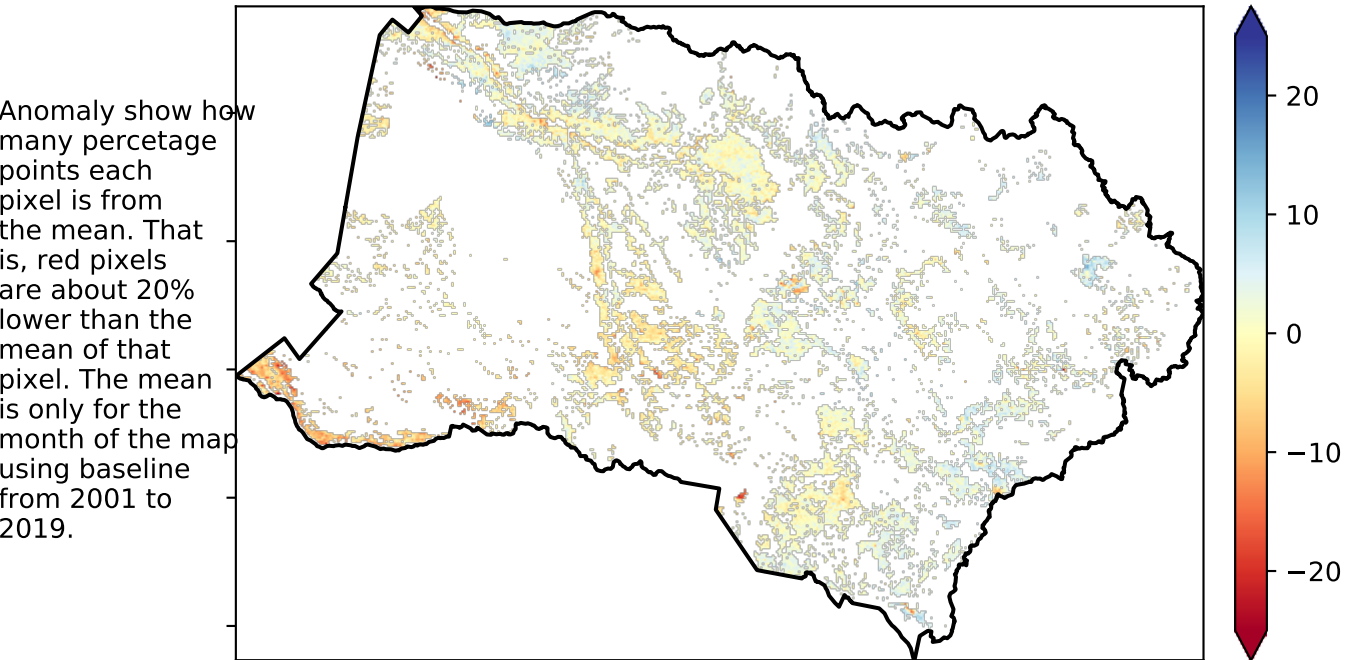 Anomaly show how
many percetage
points each
pixel is from
the mean. That
is, red pixels
are about 20%
lower than the
mean of that
pixel. The mean
is only for the
month of the map
using baseline
from 2001 to
2019.
20
10
0
−10
−20